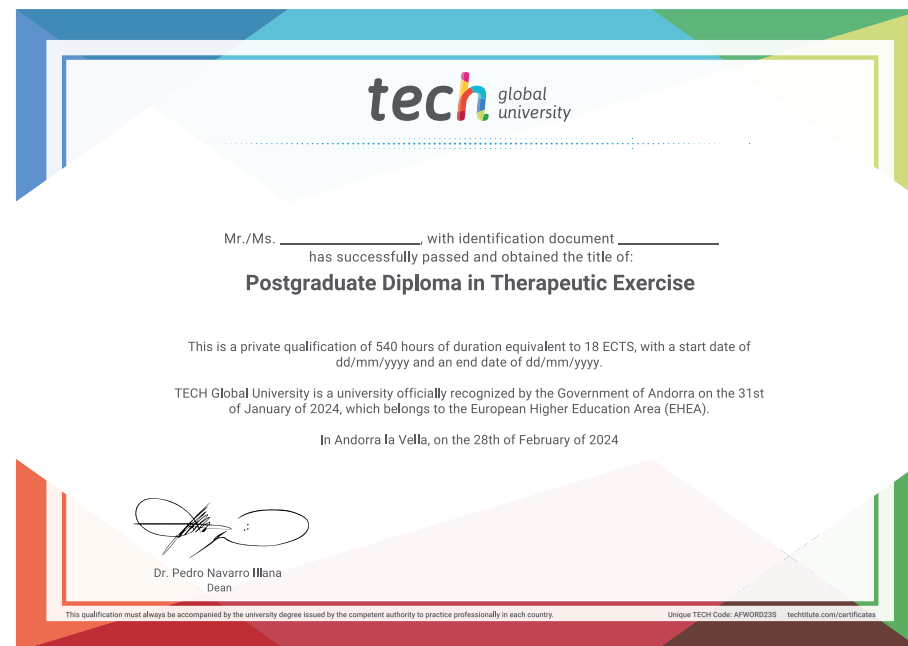 tech global university
Mr./Ms. ____________________, with identification document ______________
has successfully passed and obtained the title of:
Postgraduate Diploma in Therapeutic Exercise
This is a private qualification of 540 hours of duration equivalent to 18 ECTS, with a start date of
dd/mm/yyyy and an end date of dd/mm/yyyy.
TECH Global University is a university officially recognized by the Government of Andorra on the 31st
of January of 2024, which belongs to the European Higher Education Area (EHEA).
In Andorra la Vella, on the 28th of February of 2024
Dr. Pedro Navarro Illana
Dean
This qualification must always be accompanied by the university degree issued by the competent authority to practice professionally in each country.
Unique TECH Code: AFWORD23S techtitute.com/certificates